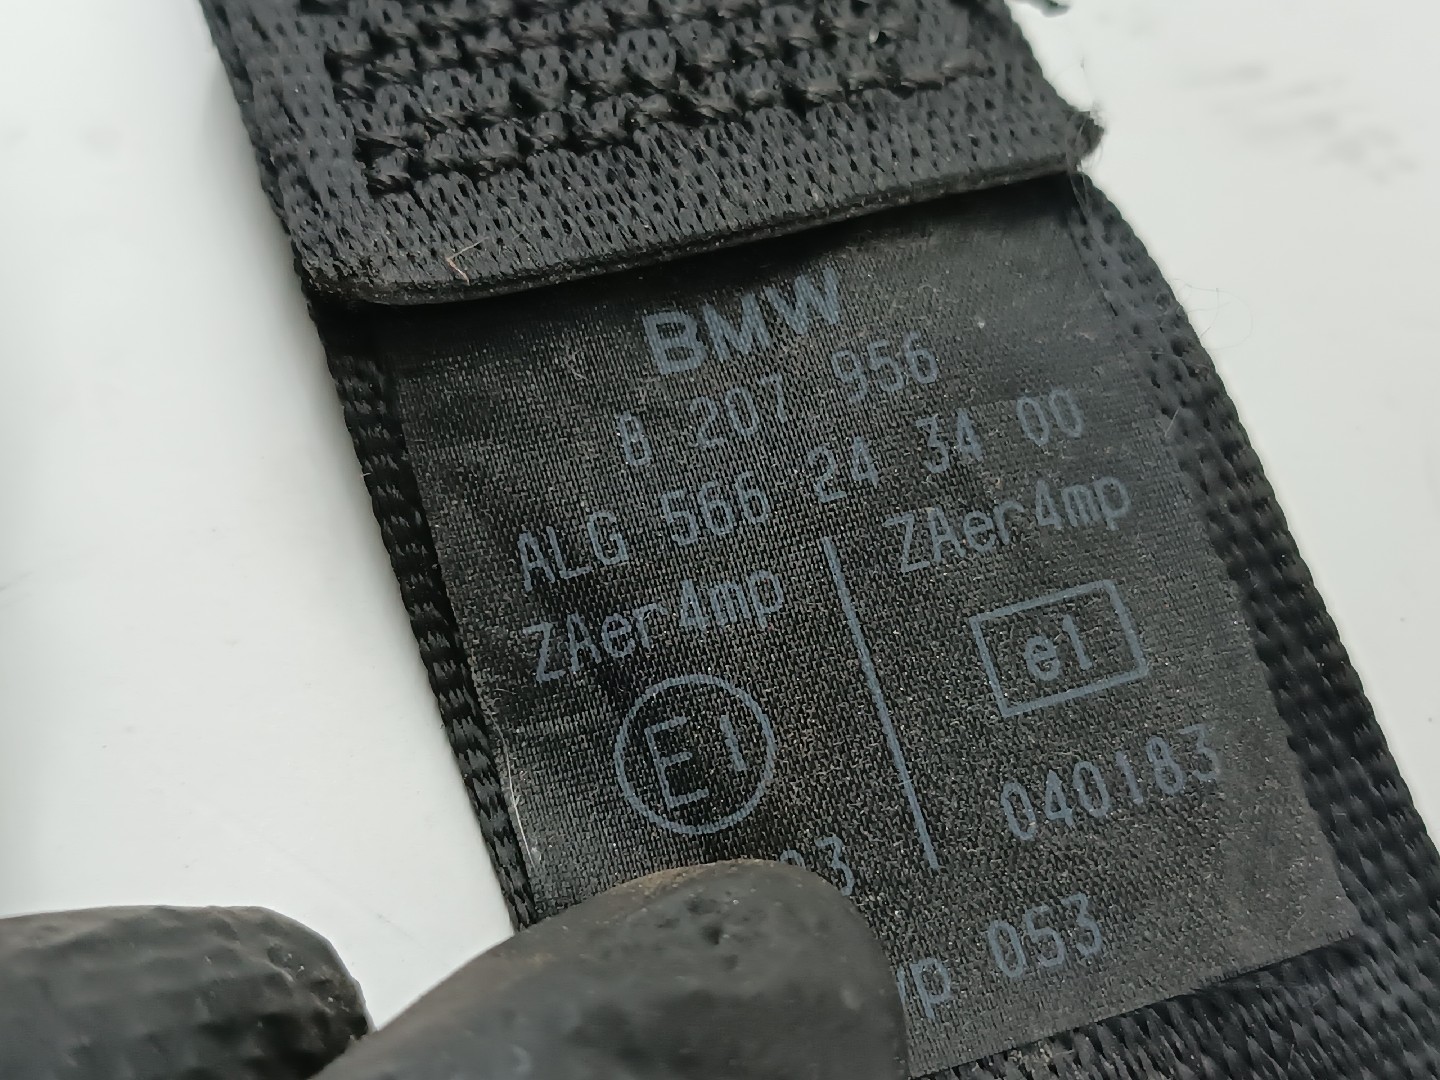 BMW
8 207 956
ALG 566 24 34 00
ZAer4mp ZAer4mp
E1 e1
040183
053